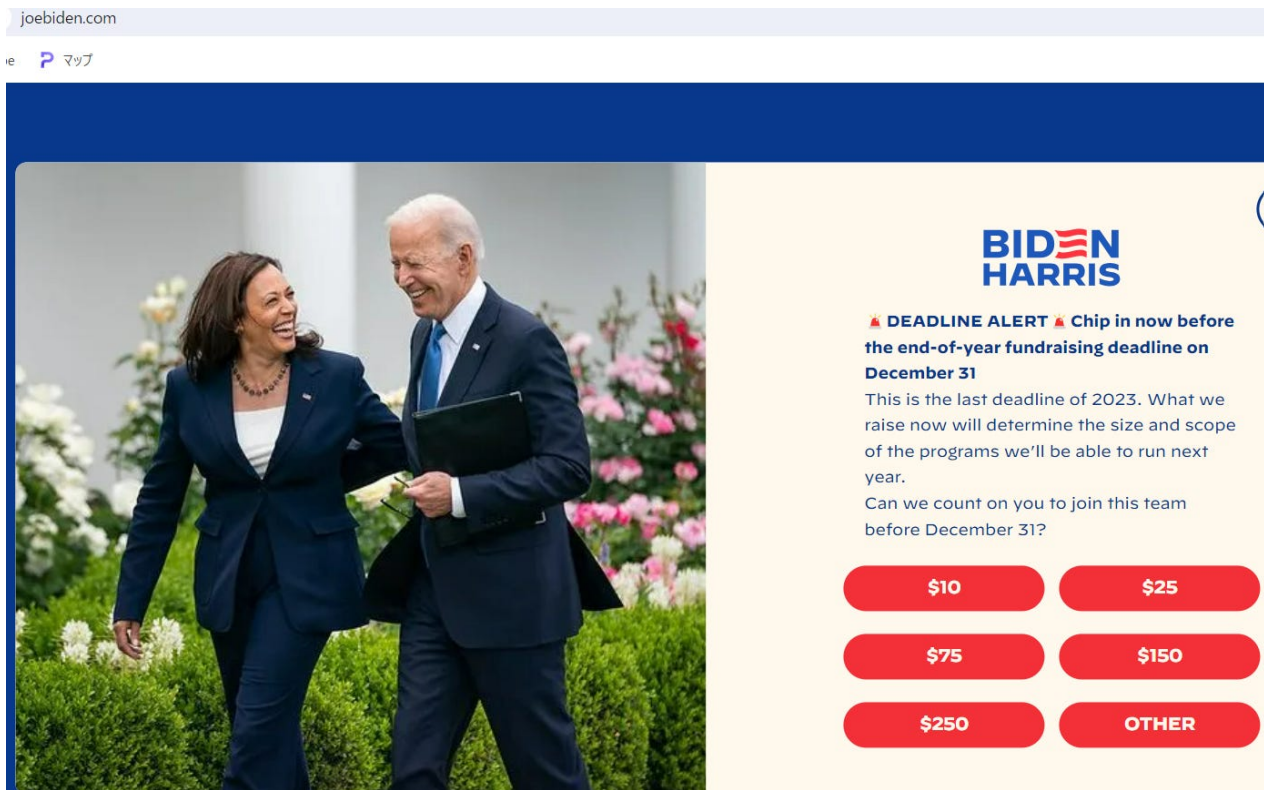 joebiden.com
マップ
BIDEN
HARRIS
🚨 DEADLINE ALERT 🚨 Chip in now before
the end-of-year fundraising deadline on
December 31
This is the last deadline of 2023. What we
raise now will determine the size and scope
of the programs we’ll be able to run next
year.
Can we count on you to join this team
before December 31?
$10
$25
$75
$150
$250
OTHER